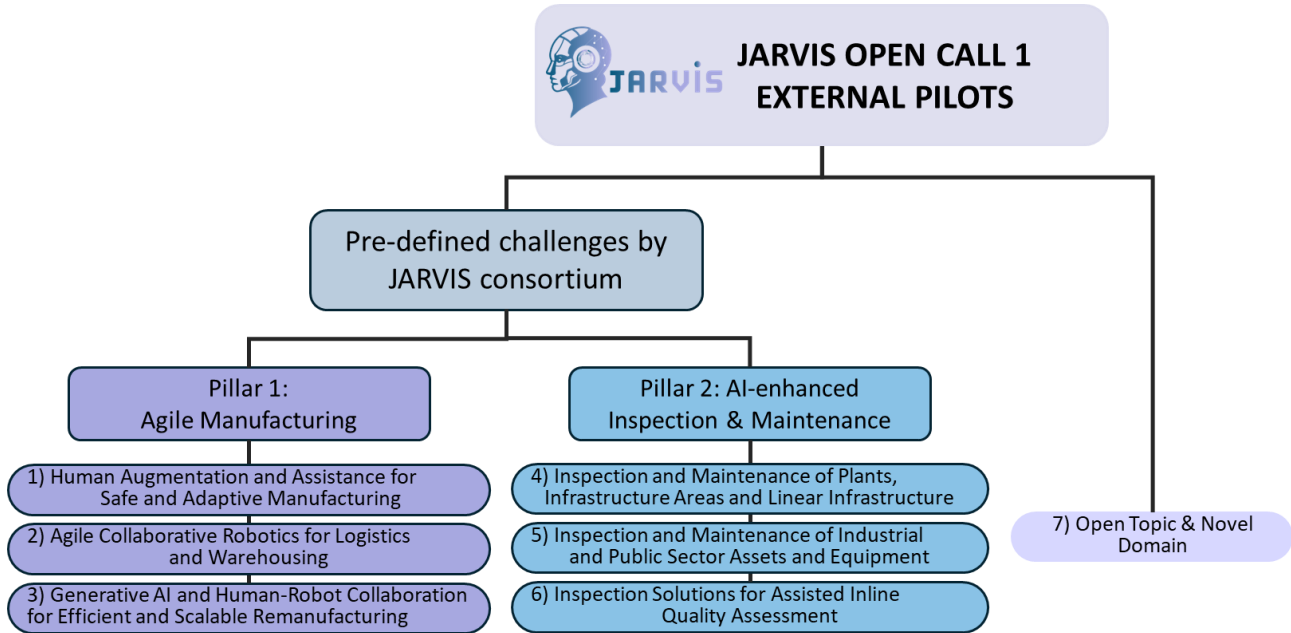 JARVIS
JARVIS OPEN CALL 1
EXTERNAL PILOTS
Pre-defined challenges by
JARVIS consortium
Pillar 1:
Agile Manufacturing
1) Human Augmentation and Assistance for
Safe and Adaptive Manufacturing
2) Agile Collaborative Robotics for Logistics
and Warehousing
3) Generative AI and Human-Robot Collaboration
for Efficient and Scalable Remanufacturing
Pillar 2: AI-enhanced
Inspection & Maintenance
4) Inspection and Maintenance of Plants,
Infrastructure Areas and Linear Infrastructure
5) Inspection and Maintenance of Industrial
and Public Sector Assets and Equipment
6) Inspection Solutions for Assisted Inline
Quality Assessment
7) Open Topic & Novel
Domain